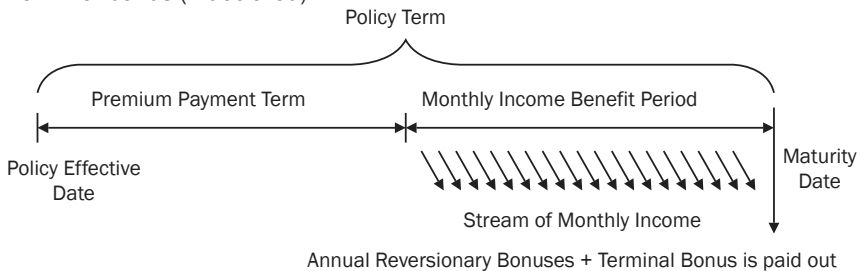 Policy Term
Premium Payment Term
Monthly Income Benefit Period
Policy Effective
Date
Maturity
Date
Stream of Monthly Income
Annual Reversionary Bonuses + Terminal Bonus is paid out